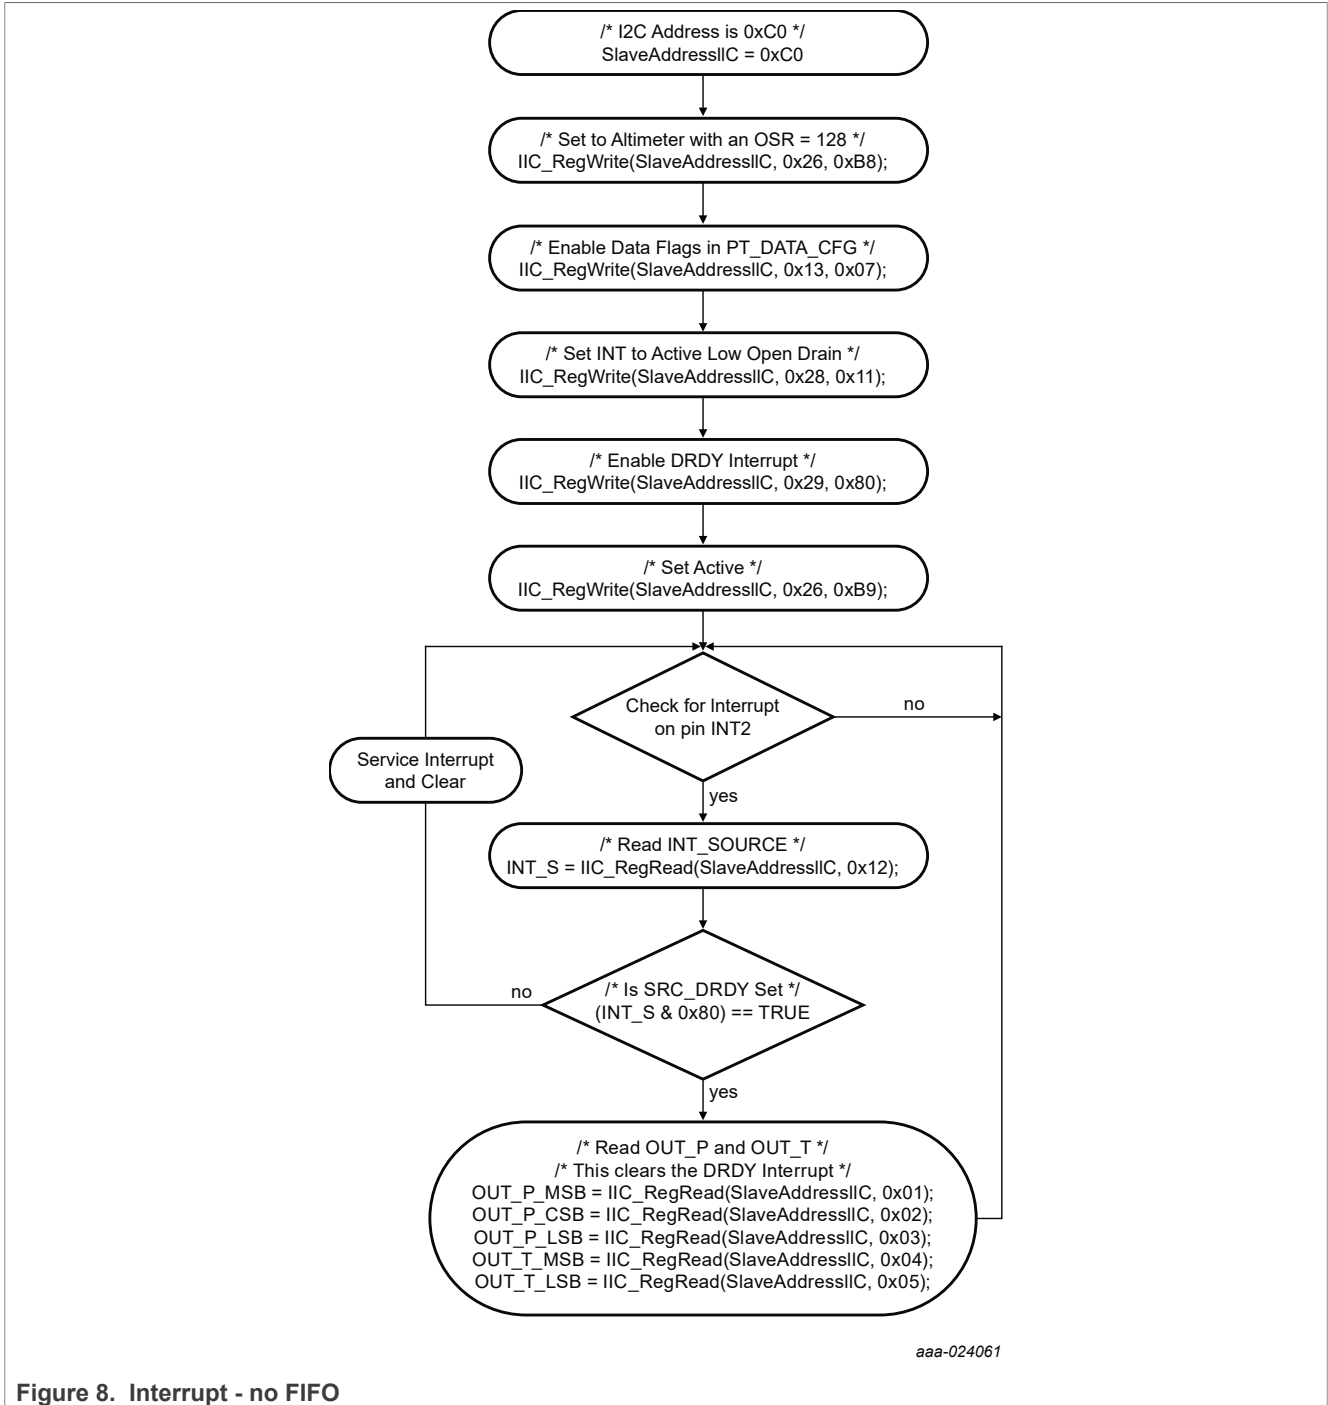 /* I2C Address is 0xC0 */
SlaveAddressIIC = 0xC0
/* Set to Altimeter with an OSR = 128 */
IIC_RegWrite(SlaveAddressIIC, 0x26, 0xB8);
/* Enable Data Flags in PT_DATA_CFG */
IIC_RegWrite(SlaveAddressIIC, 0x13, 0x07);
/* Set INT to Active Low Open Drain */
IIC_RegWrite(SlaveAddressIIC, 0x28, 0x11);
/* Enable DRDY Interrupt */
IIC_RegWrite(SlaveAddressIIC, 0x29, 0x80);
/* Set Active */
IIC_RegWrite(SlaveAddressIIC, 0x26, 0xB9);
Check for Interrupt
on pin INT2
no
Service Interrupt
and Clear
yes
/* Read INT_SOURCE */
INT_S = IIC_RegRead(SlaveAddressIIC, 0x12);
no
/* Is SRC_DRDY Set */
(INT_S & 0x80) == TRUE
yes
/* Read OUT_P and OUT_T */
/* This clears the DRDY Interrupt */
OUT_P_MSB = IIC_RegRead(SlaveAddressIIC, 0x01);
OUT_P_CSB = IIC_RegRead(SlaveAddressIIC, 0x02);
OUT_P_LSB = IIC_RegRead(SlaveAddressIIC, 0x03);
OUT_T_MSB = IIC_RegRead(SlaveAddressIIC, 0x04);
OUT_T_LSB = IIC_RegRead(SlaveAddressIIC, 0x05);
aaa-024061
Figure 8. Interrupt - no FIFO